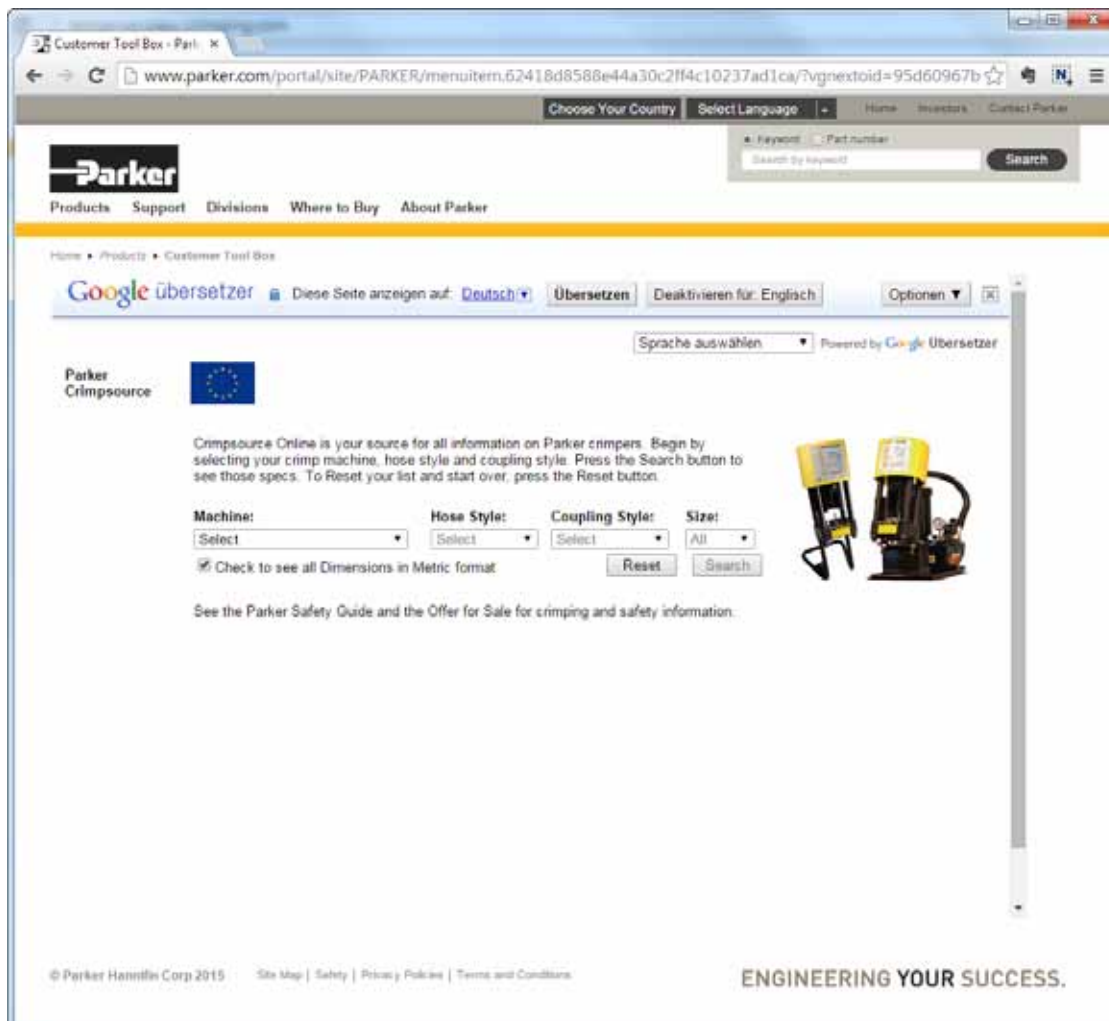 Customer Tool Box - Park
www.parker.com/portal/site/PARKER/menuitem.62418d8588e44a30c2ff4c10237ad1ca/?vgnextoid=95d60967b
Choose Your Country Select Language Home Investors Contact Parker
Keyword Part number
Parker
Search by keyword Search
Products Support Divisions Where to Buy About Parker
Home Products Customer Tool Box
Google übersetzer Diese Seite anzeigen auf: Deutsch Übersetzen Deaktivieren für: Englisch Optionen
Sprache auswählen Powered by Google Übersetzer
Parker
Crimpsource
Crimpsource Online is your source for all information on Parker crimpers. Begin by
selecting your crimp machine, hose style and coupling style. Press the Search button to
see those specs. To Reset your list and start over, press the Reset button.
Machine: Hose Style: Coupling Style: Size:
Select Select Select All
Check to see all Dimensions in Metric format Reset Search
See the Parker Safety Guide and the Offer for Sale for crimping and safety information.
© Parker Hannifin Corp 2015 Site Map | Safety | Privacy Policies | Terms and Conditions
ENGINEERING YOUR SUCCESS.